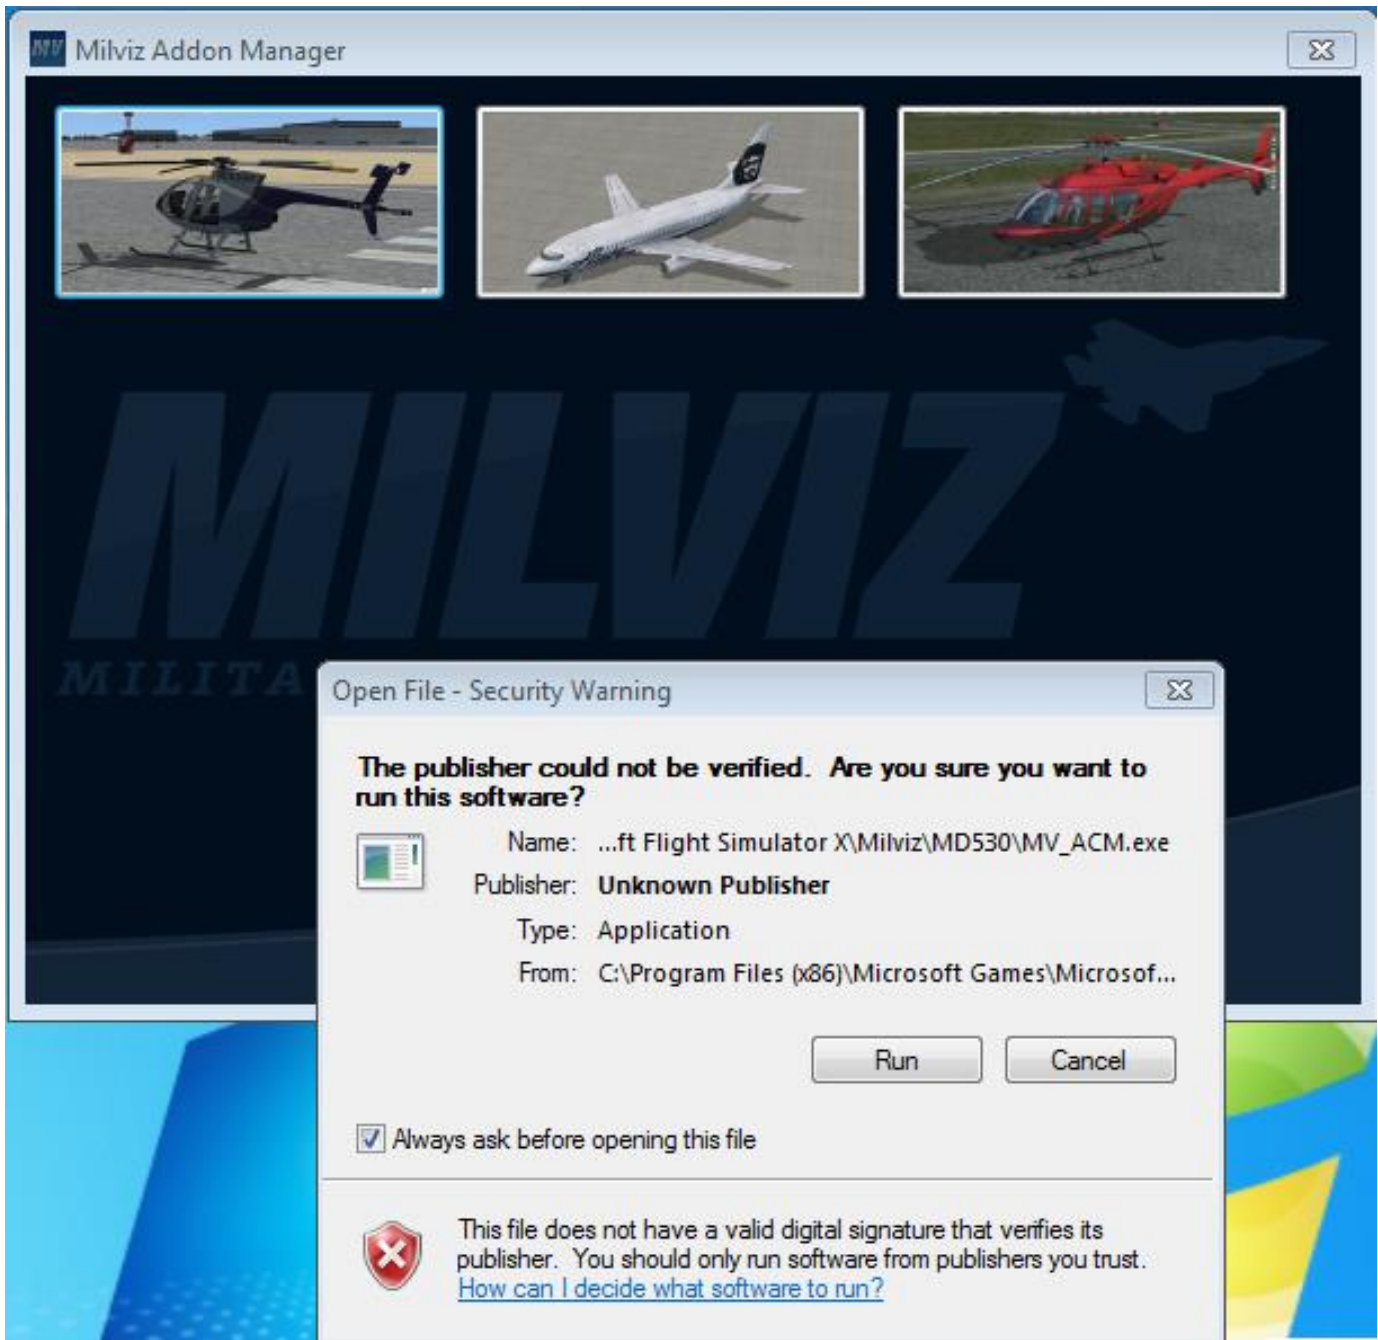 MV Milviz Addon Manager
MILVIZ
MILITA
Open File - Security Warning
The publisher could not be verified.  Are you sure you want to
run this software?
Name: ...ft Flight Simulator X\Milviz\MD530\MV_ACM.exe
Publisher: Unknown Publisher
Type: Application
From: C:\Program Files (x86)\Microsoft Games\Microsof...
Run Cancel
Always ask before opening this file
This file does not have a valid digital signature that verifies its
publisher.  You should only run software from publishers you trust.
How can I decide what software to run?